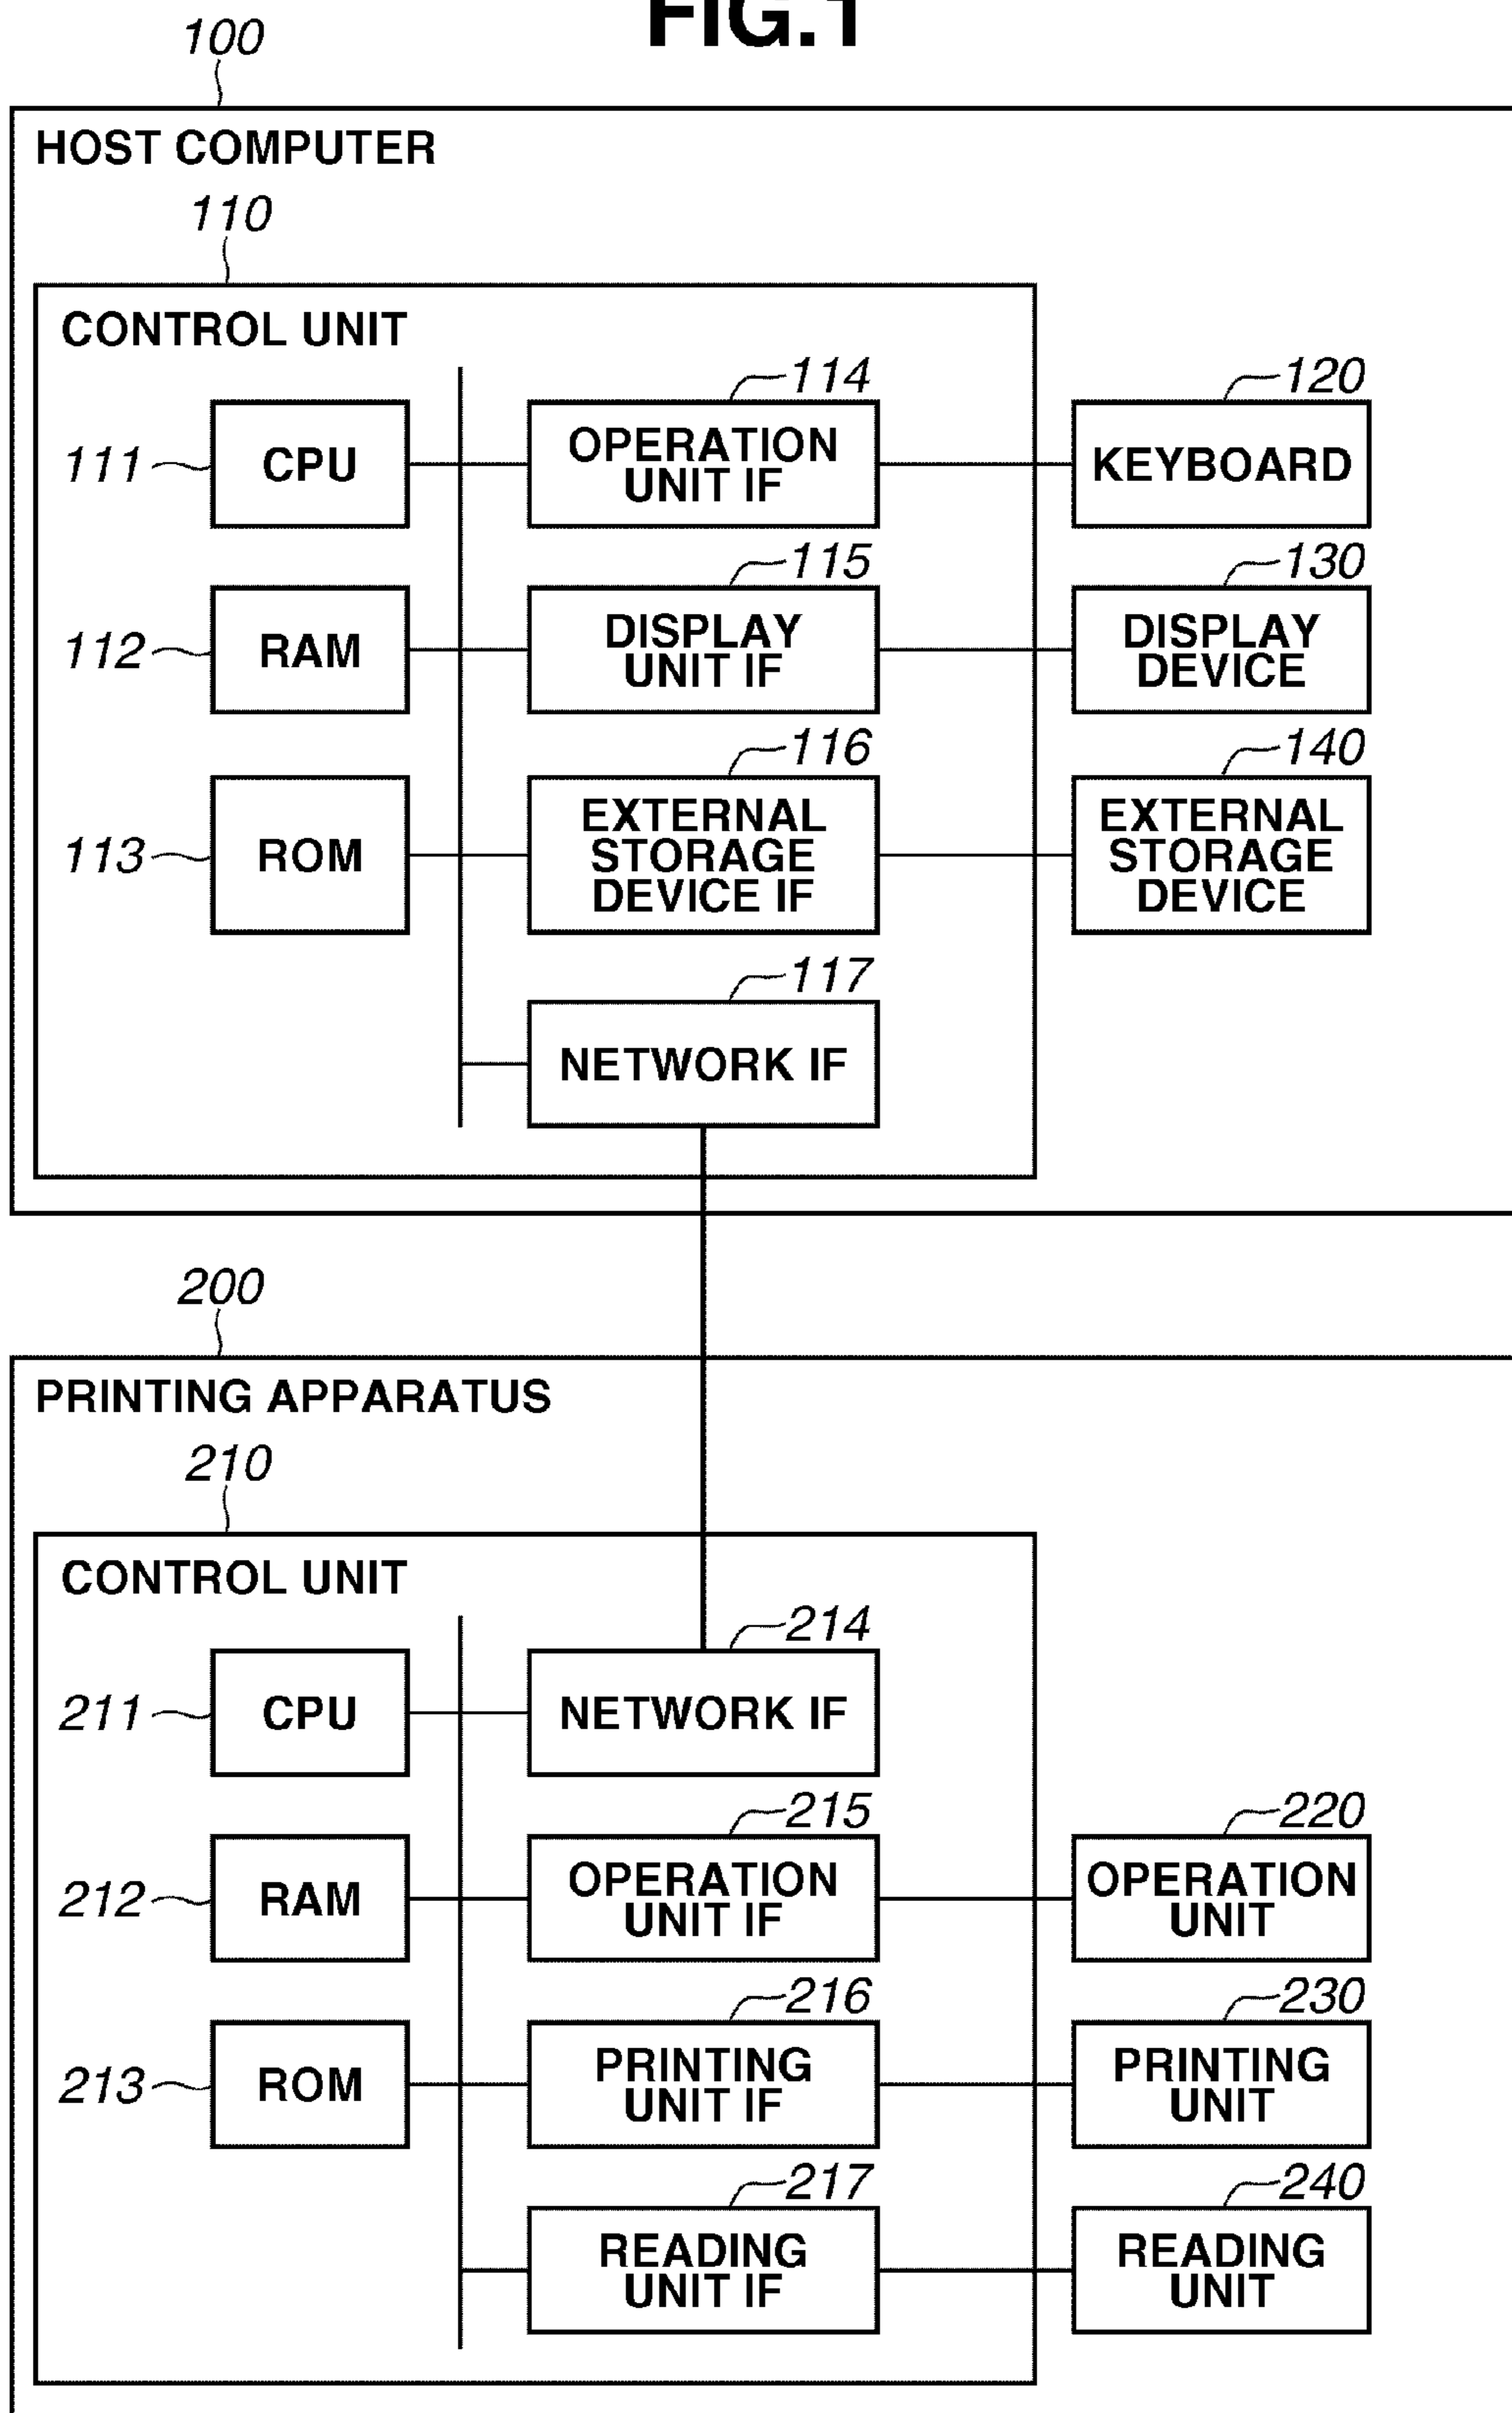 FIG.1
100
HOST COMPUTER
110
CONTROL UNIT
114
120
111
CPU
OPERATION
UNIT IF
KEYBOARD
115
130
112
RAM
DISPLAY
UNIT IF
DISPLAY
DEVICE
116
140
113
ROM
EXTERNAL
STORAGE
DEVICE IF
EXTERNAL
STORAGE
DEVICE
117
NETWORK IF
200
PRINTING APPARATUS
210
CONTROL UNIT
214
211
CPU
NETWORK IF
215
220
212
RAM
OPERATION
UNIT IF
OPERATION
UNIT
216
230
213
ROM
PRINTING
UNIT IF
PRINTING
UNIT
217
240
READING
UNIT IF
READING
UNIT